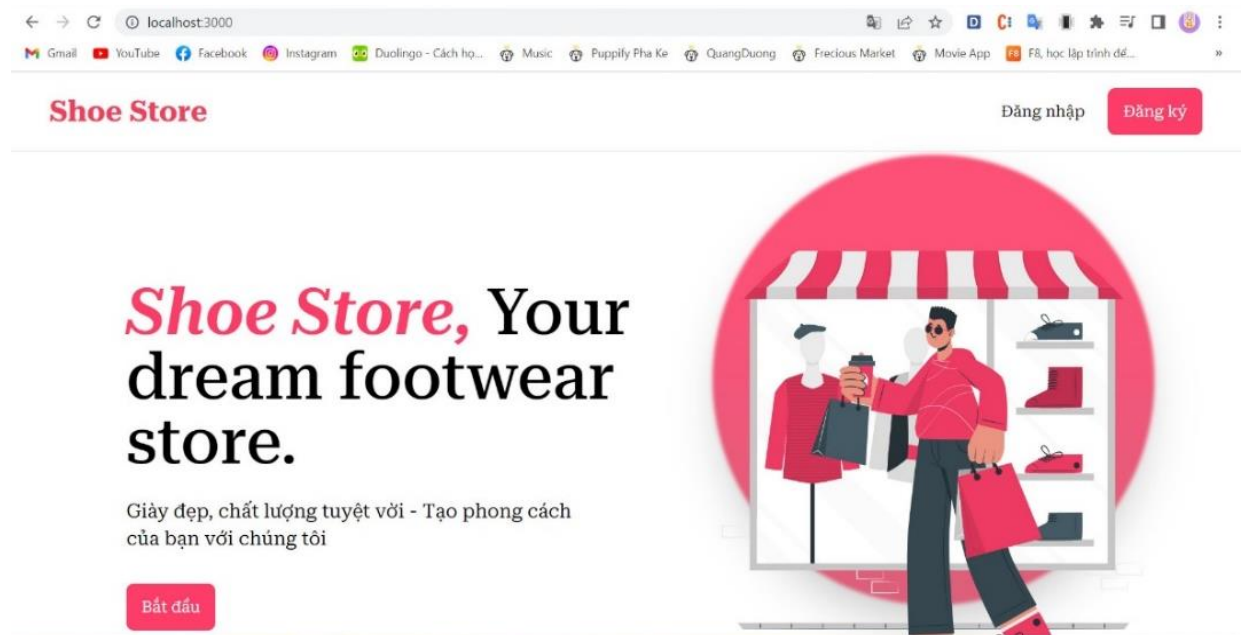 localhost:3000
Gmail YouTube Facebook Instagram Duolingo - Cách họ... Music Puppify Pha Ke QuangDuong Frecious Market Movie App F8, học lập trình để... »
Shoe Store Đăng nhập Đăng ký
Shoe Store, Your
dream footwear
store.
Giày đẹp, chất lượng tuyệt vời - Tạo phong cách
của bạn với chúng tôi
Bắt đầu